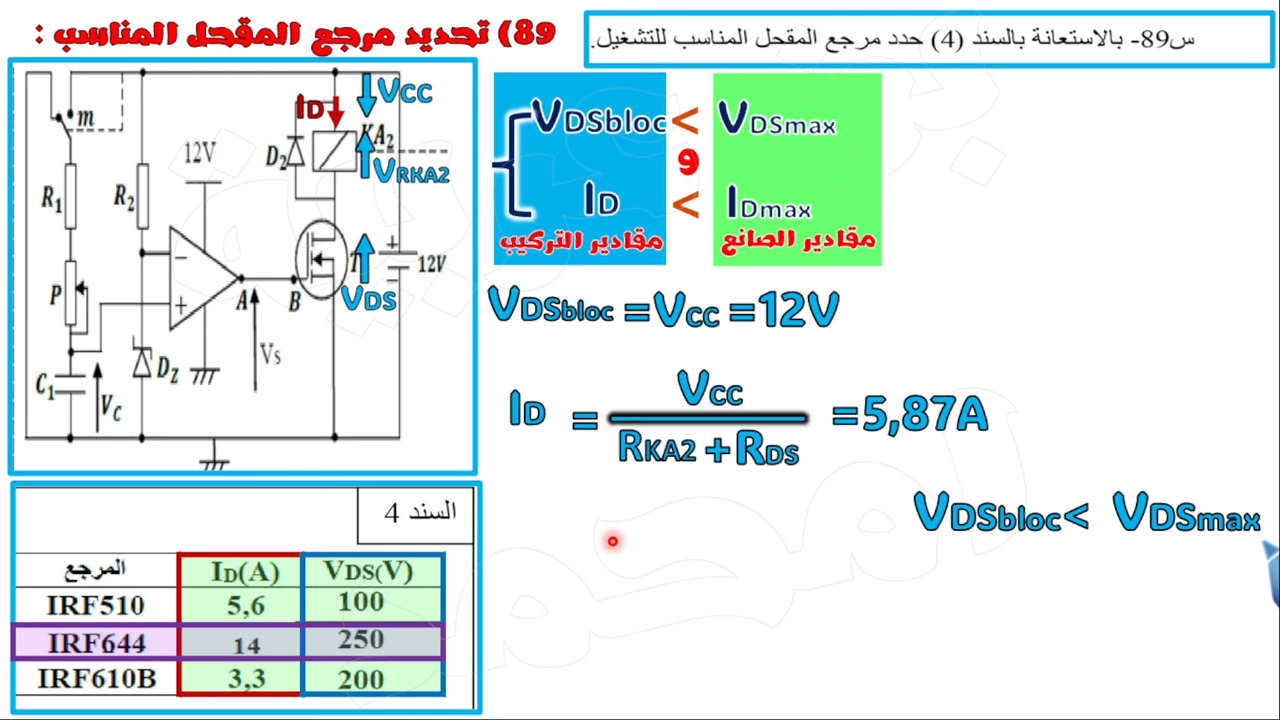 89) تحديد مرجع المقحل المناسب :
س89- بالاستعانة بالسند (4) حدد مرجع المقحل المناسب للتشغيل.
m
R1
P
C1
VC
R2
DZ
12V
−
+
A
Vs
B
D2
ID
VCC
KA2
VRKA2
T
VDS
+
12V
−
VDSbloc < VDSmax
و
ID < IDmax
مقادير التركيب
مقادير الصانع
VDSbloc = VCC = 12V
ID = VCC / RKA2 + RDS = 5,87A
VDSbloc < VDSmax
السند 4
المرجع ID(A) VDS(V)
IRF510 5,6 100
IRF644 14 250
IRF610B 3,3 200